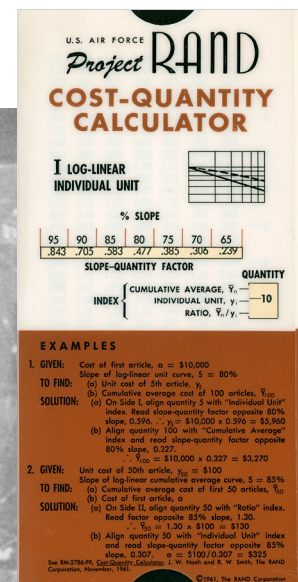 U.S. AIR FORCE
Project RAND
COST-QUANTITY
CALCULATOR
I LOG-LINEAR
INDIVIDUAL UNIT
% SLOPE
95 90 85 80 75 70 65
.843 .705 .583 .477 .385 .306 .239
SLOPE-QUANTITY FACTOR
QUANTITY
CUMULATIVE AVERAGE, Ȳₙ
INDEX { INDIVIDUAL UNIT, yᵢ 10
RATIO, Ȳₙ/yᵢ
EXAMPLES
1. GIVEN: Cost of first article, a = $10,000
Slope of log-linear unit curve, S = 80%
TO FIND: (a) Unit cost of 5th article, y₅
(b) Cumulative average cost of 100 articles, Ȳ₁₀₀
SOLUTION: (a) On Side I, align quantity 5 with "Individual Unit"
index. Read slope-quantity factor opposite 80%
slope, 0.596. ∴ y₅ = $10,000 x 0.596 = $5,960
(b) Align quantity 100 with "Cumulative Average"
index and read slope-quantity factor opposite
80% slope, 0.327.
∴ Ȳ₁₀₀ = $10,000 x 0.327 = $3,270
2. GIVEN: Unit cost of 50th article, y₅₀ = $100
Slope of log-linear cumulative average curve, S = 85%
TO FIND: (a) Cumulative average cost of first 50 articles, Ȳ₅₀
(b) Cost of first article, a
SOLUTION: (a) On Side II, align quantity 50 with "Ratio" index.
Read factor opposite 85% slope, 1.30.
∴ Ȳ₅₀ = 1.30 x $100 = $130
(b) Align quantity 50 with "Individual Unit" index
and read slope-quantity factor opposite 85%
slope, 0.307. a = $100/0.307 = $325
See RM-2786-PR, Cost-Quantity Calculator, J. W. Noah and R. W. Smith, The RAND
Corporation, November, 1961.
©1961, The RAND Corporation